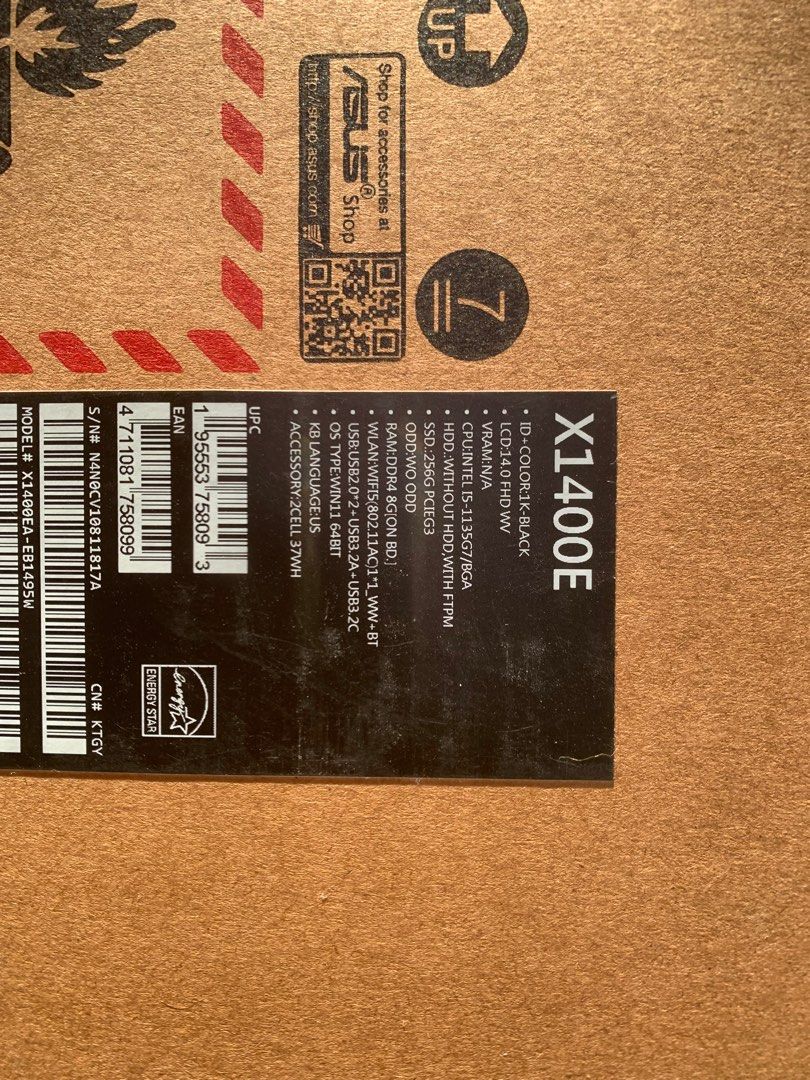 UP
Shop for accessories at
ASUS® Shop
http://shop.asus.com
7
X1400E
• ID+COLOR:1K-BLACK
• LCD:14.0 FHD WV
• VRAM:N/A
• CPU:INTEL I5-1135G7/BGA
• HDD:.WITHOUT HDD,WITH FTPM
• SSD:.256G PCIEG3
• ODD:WO ODD
• RAM:DDR4 8G[ON BD.]
• WLAN:WIFI5(802.11AC)1*1_WW+BT
• USB:USB2.0*2+USB3.2A+USB3.2C
• OS TYPE:WIN11 64BIT
• KB LANGUAGE:US
• ACCESSORY:2CELL 37WH
UPC
1 95553 75809 3
EAN
4 711081 758099
energy
ENERGY STAR
S/N# N4N0CV10811817A
CN# KTGY
MODEL# X1400EA-EB1495W